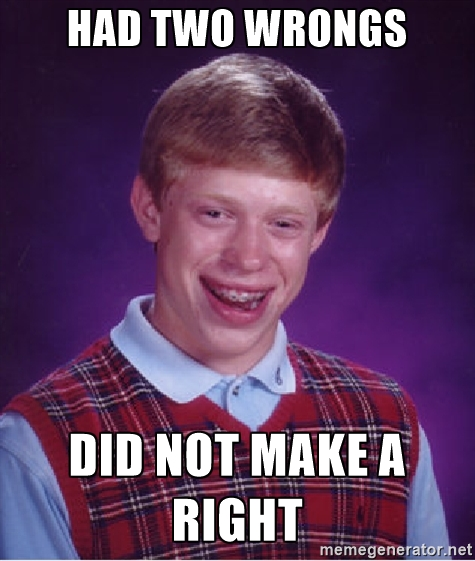 HAD TWO WRONGS
DID NOT MAKE A
RIGHT
memegenerator.net